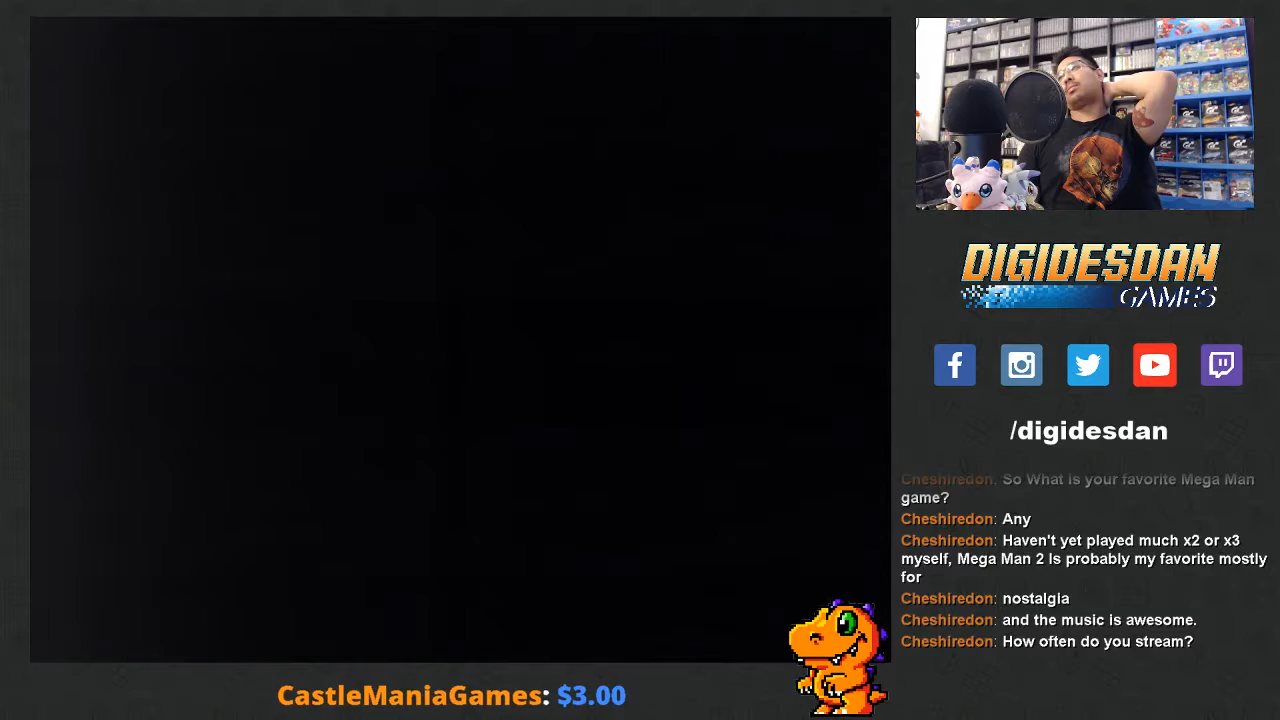 DIGIDESDAN
GAMES
/digidesdan
Cheshiredon: So What is your favorite Mega Man
game?
Cheshiredon: Any
Cheshiredon: Haven't yet played much x2 or x3
myself, Mega Man 2 Is probably my favorite mostly
for
Cheshiredon: nostalgia
Cheshiredon: and the music is awesome.
Cheshiredon: How often do you stream?
CastleManiaGames: $3.00